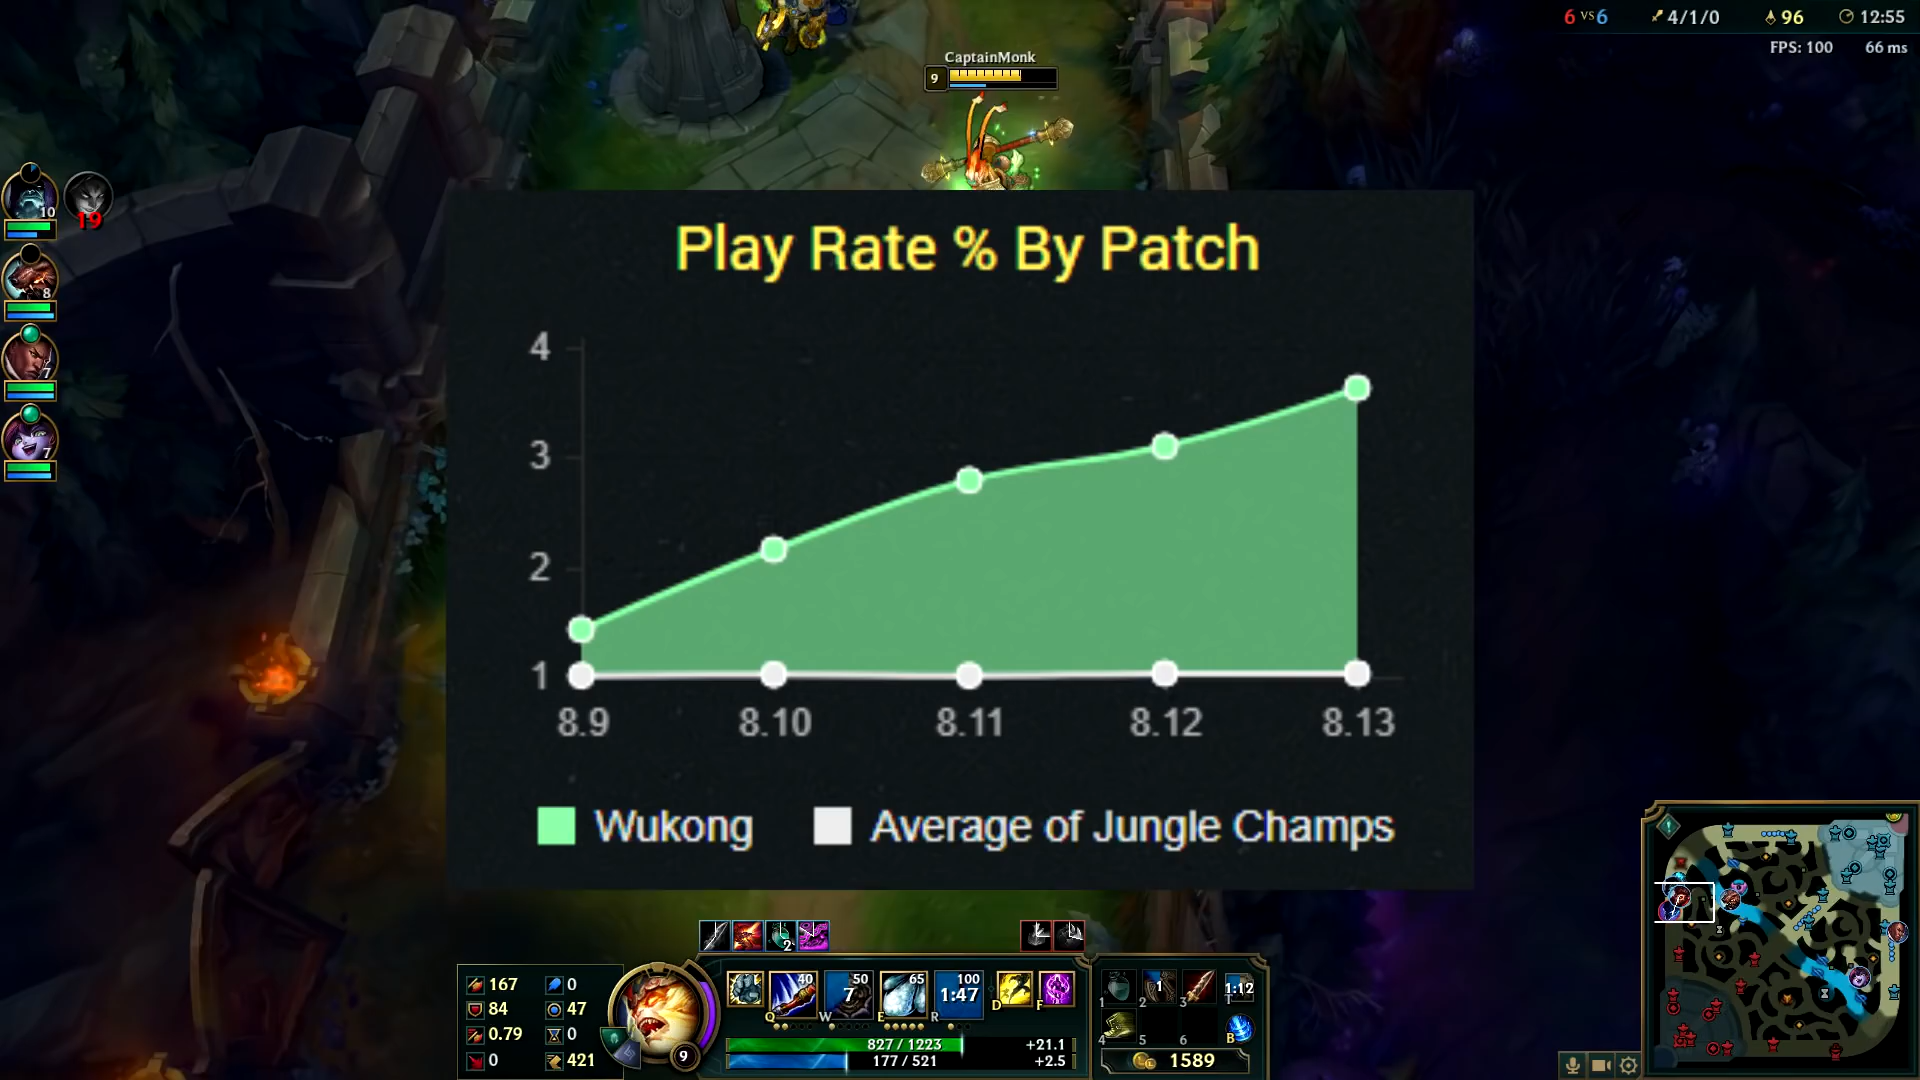 6 vs 6 4/1/0 96 12:55
FPS: 100 66 ms
CaptainMonk
9
10
19
8
7
7
Play Rate % By Patch
4
3
2
1
8.9 8.10 8.11 8.12 8.13
Wukong Average of Jungle Champs
2
167 0
84 47
0.79 0
0 421
9
40 50 65 100
7 1:47
Q W E R D F
827 / 1223 +21.1
177 / 521 +2.5
1 2 3 1:12
1 T
4 5 6 B
1589